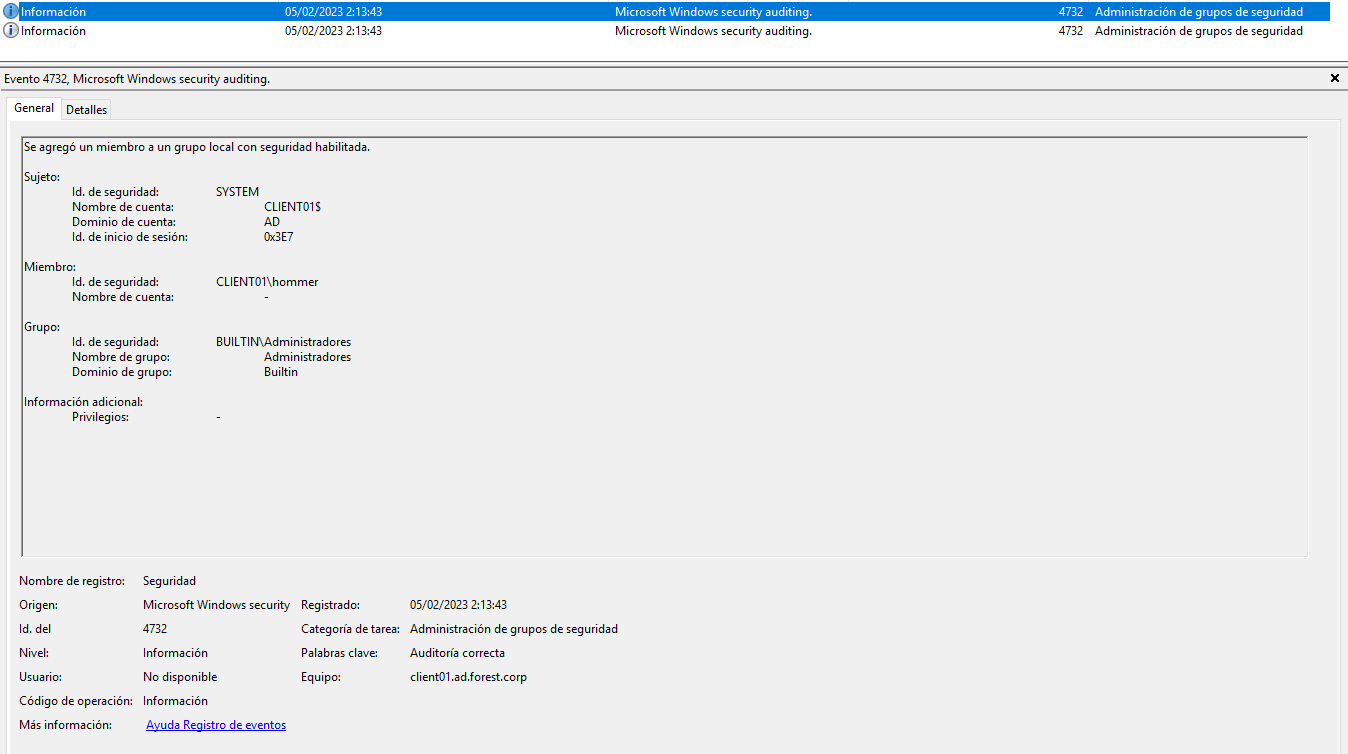 Información 05/02/2023 2:13:43 Microsoft Windows security auditing. 4732 Administración de grupos de seguridad
Información 05/02/2023 2:13:43 Microsoft Windows security auditing. 4732 Administración de grupos de seguridad
Evento 4732, Microsoft Windows security auditing.
General Detalles
Se agregó un miembro a un grupo local con seguridad habilitada.
Sujeto:
Id. de seguridad: SYSTEM
Nombre de cuenta: CLIENT01$
Dominio de cuenta: AD
Id. de inicio de sesión: 0x3E7
Miembro:
Id. de seguridad: CLIENT01\hommer
Nombre de cuenta: -
Grupo:
Id. de seguridad: BUILTIN\Administradores
Nombre de grupo: Administradores
Dominio de grupo: Builtin
Información adicional:
Privilegios: -
Nombre de registro: Seguridad
Origen: Microsoft Windows security Registrado: 05/02/2023 2:13:43
Id. del 4732 Categoría de tarea: Administración de grupos de seguridad
Nivel: Información Palabras clave: Auditoría correcta
Usuario: No disponible Equipo: client01.ad.forest.corp
Código de operación: Información
Más información: Ayuda Registro de eventos